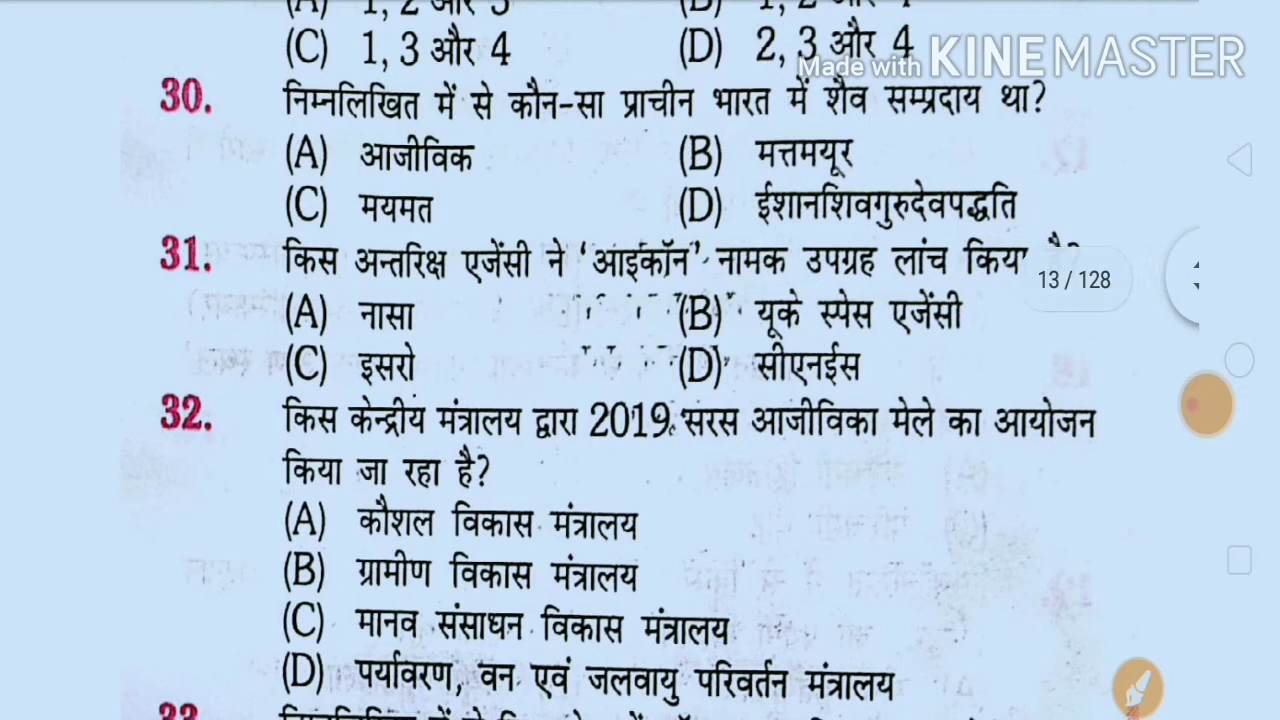 (C) 1, 3 और 4 (D) 2, 3 और 4
Made with KINEMASTER
30. निम्नलिखित में से कौन-सा प्राचीन भारत में शैव सम्प्रदाय था?
(A) आजीविक (B) मत्तमयूर
(C) मयमत (D) ईशानशिवगुरुदेवपद्धति
31. किस अन्तरिक्ष एजेंसी ने 'आईकॉन' नामक उपग्रह लांच किया है?
13 / 128
(A) नासा (B) यूके स्पेस एजेंसी
(C) इसरो (D) सीएनईस
32. किस केन्द्रीय मंत्रालय द्वारा 2019 सरस आजीविका मेले का आयोजन
किया जा रहा है?
(A) कौशल विकास मंत्रालय
(B) ग्रामीण विकास मंत्रालय
(C) मानव संसाधन विकास मंत्रालय
(D) पर्यावरण, वन एवं जलवायु परिवर्तन मंत्रालय